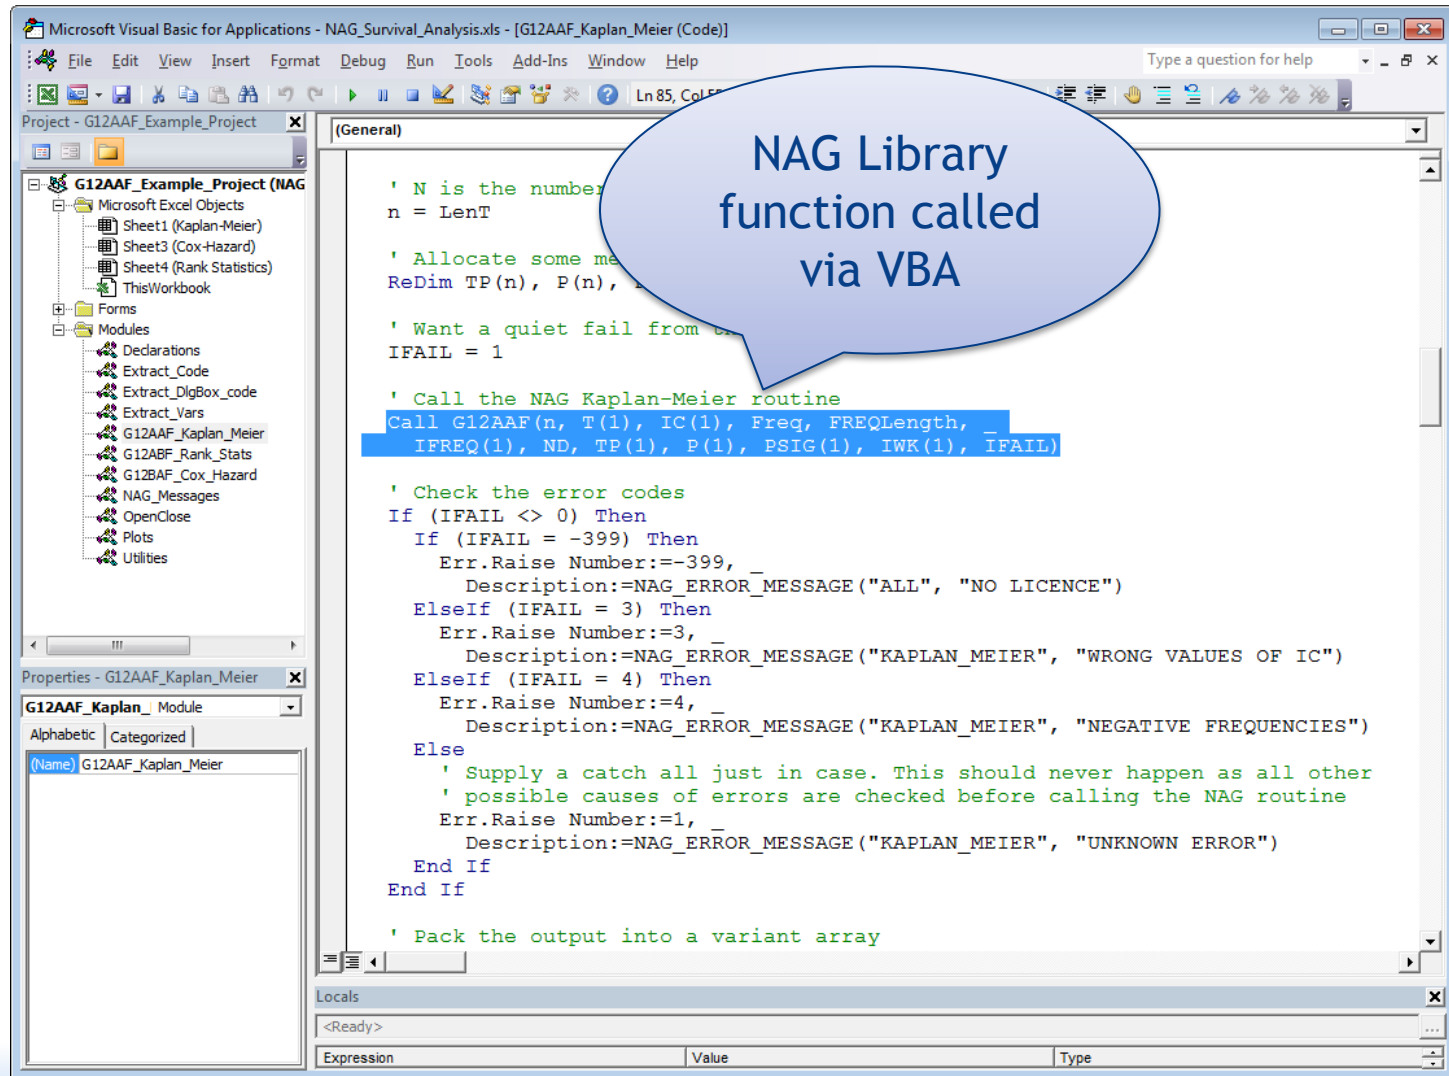 Microsoft Visual Basic for Applications - NAG_Survival_Analysis.xls - [G12AAF_Kaplan_Meier (Code)]
File Edit View Insert Format Debug Run Tools Add-Ins Window Help
Type a question for help
Ln 85,
Project - G12AAF_Example_Project
G12AAF_Example_Project (NAG
Microsoft Excel Objects
Sheet1 (Kaplan-Meier)
Sheet3 (Cox-Hazard)
Sheet4 (Rank Statistics)
ThisWorkbook
Forms
Modules
Declarations
Extract_Code
Extract_DlgBox_code
Extract_Vars
G12AAF_Kaplan_Meier
G12ABF_Rank_Stats
G12BAF_Cox_Hazard
NAG_Messages
OpenClose
Plots
Utilities
Properties - G12AAF_Kaplan_Meier
G12AAF_Kaplan_ Module
Alphabetic Categorized
(Name) G12AAF_Kaplan_Meier
(General)
NAG Library
function called
via VBA
' N is the number
n = LenT
' Allocate some me
ReDim TP(n), P(n),
' Want a quiet fail from
IFAIL = 1
' Call the NAG Kaplan-Meier routine
Call G12AAF(n, T(1), IC(1), Freq, FREQLength, _
IFREQ(1), ND, TP(1), P(1), PSIG(1), IWK(1), IFAIL)
' Check the error codes
If (IFAIL <> 0) Then
If (IFAIL = -399) Then
Err.Raise Number:=-399, _
Description:=NAG_ERROR_MESSAGE("ALL", "NO LICENCE")
ElseIf (IFAIL = 3) Then
Err.Raise Number:=3, _
Description:=NAG_ERROR_MESSAGE("KAPLAN_MEIER", "WRONG VALUES OF IC")
ElseIf (IFAIL = 4) Then
Err.Raise Number:=4, _
Description:=NAG_ERROR_MESSAGE("KAPLAN_MEIER", "NEGATIVE FREQUENCIES")
Else
' Supply a catch all just in case. This should never happen as all other
' possible causes of errors are checked before calling the NAG routine
Err.Raise Number:=1, _
Description:=NAG_ERROR_MESSAGE("KAPLAN_MEIER", "UNKNOWN ERROR")
End If
End If
' Pack the output into a variant array
Locals
<Ready>
Expression Value Type